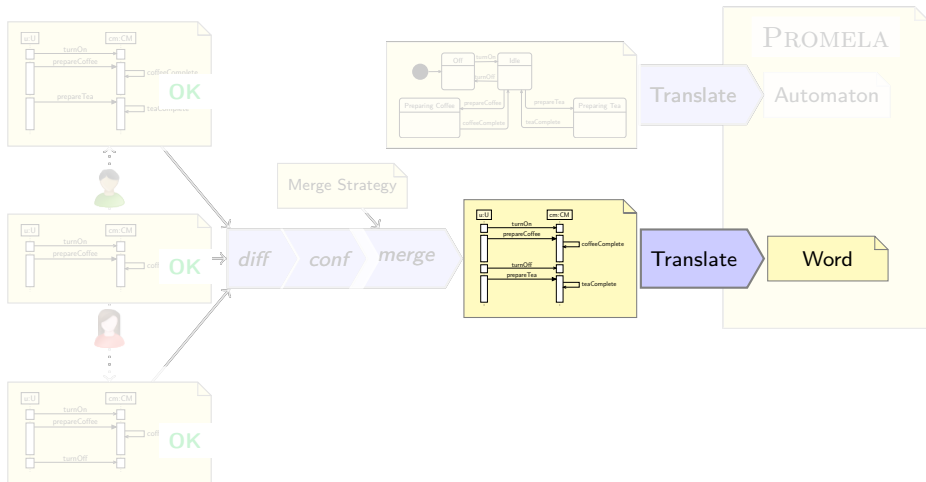 u:U
cm:CM
turnOn
prepareCoffee
coffeeComplete
OK
prepareTea
teaComplete
u:U
cm:CM
turnOn
prepareCoffee
OK
u:U
cm:CM
turnOn
prepareCoffee
OK
turnOff
diff
conf
merge
Merge Strategy
Off
Idle
turnOn
turnOff
Preparing Coffee
prepareCoffee
coffeeComplete
prepareTea
teaComplete
Preparing Tea
Translate
PROMELA
Automaton
u:U
cm:CM
turnOn
prepareCoffee
coffeeComplete
turnOff
prepareTea
teaComplete
Translate
Word